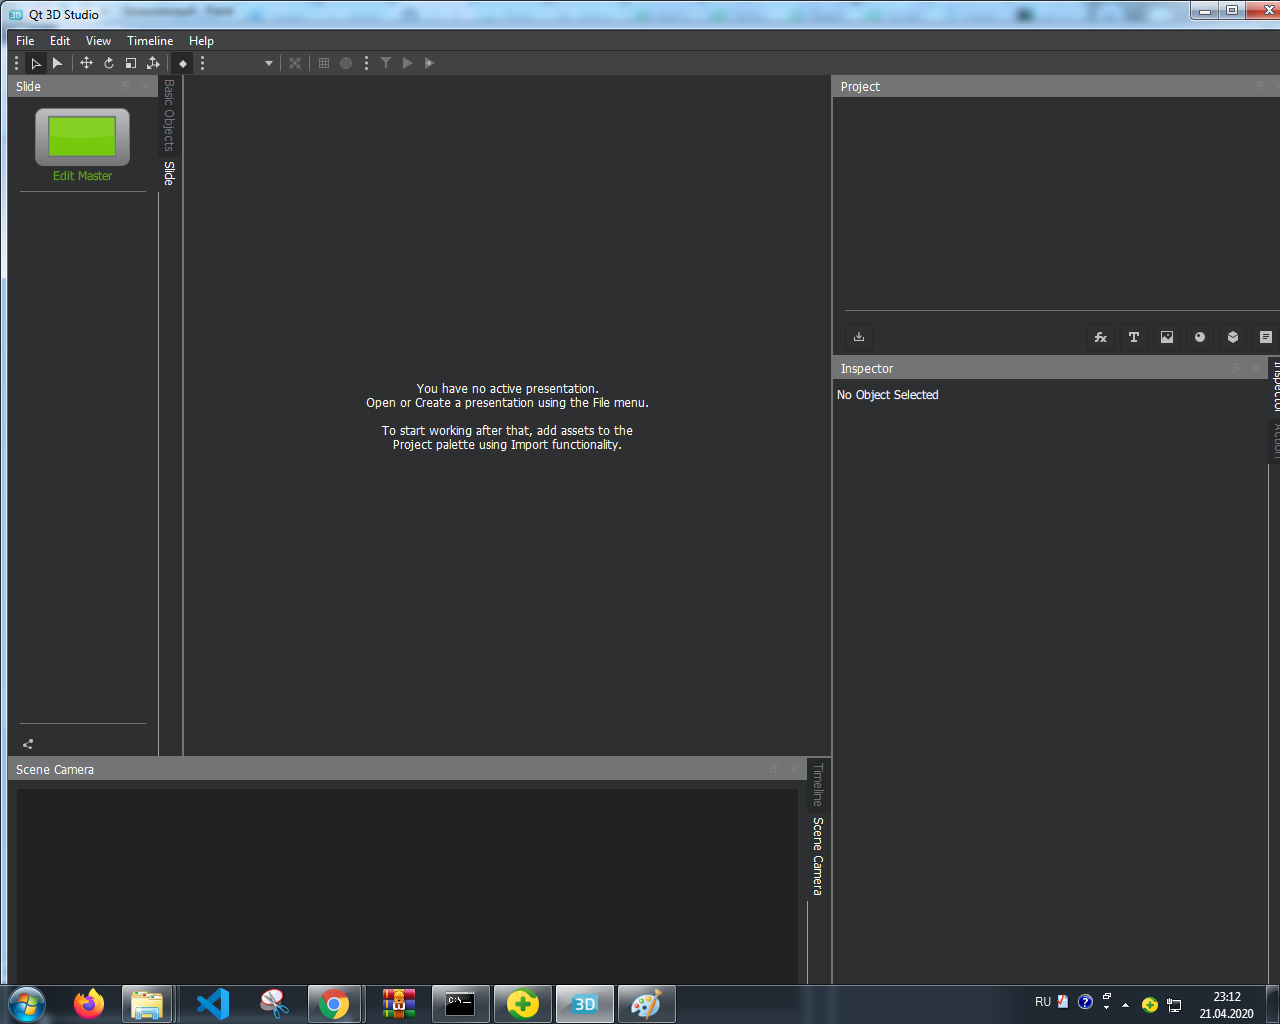 Qt 3D Studio
File Edit View Timeline Help
Slide
Basic Objects
Slide
Edit Master
Project
You have no active presentation.
Open or Create a presentation using the File menu.
To start working after that, add assets to the
Project palette using Import functionality.
Inspector
No Object Selected
Inspector
Action
Scene Camera
Timeline
Scene Camera
C:\_
3D
RU
23:12
21.04.2020